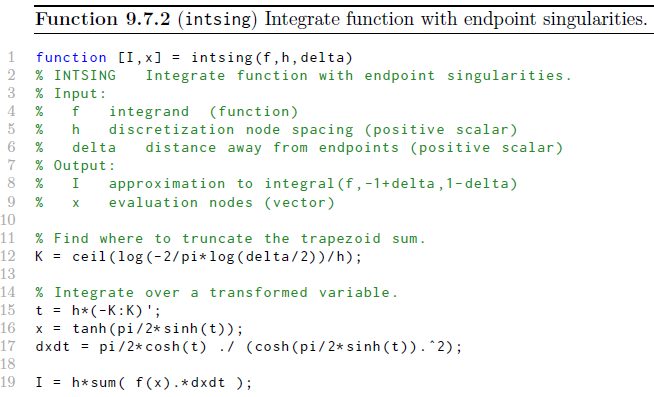 Function 9.7.2 (intsing) Integrate function with endpoint singularities.
1 function [I,x] = intsing(f,h,delta)
2 % INTSING   Integrate function with endpoint singularities.
3 % Input:
4 %   f   integrand  (function)
5 %   h   discretization node spacing (positive scalar)
6 %   delta   distance away from endpoints (positive scalar)
7 % Output:
8 %   I   approximation to integral(f,-1+delta,1-delta)
9 %   x   evaluation nodes (vector)
10
11 % Find where to truncate the trapezoid sum.
12 K = ceil(log(-2/pi*log(delta/2))/h);
13
14 % Integrate over a transformed variable.
15 t = h*(-K:K)';
16 x = tanh(pi/2*sinh(t));
17 dxdt = pi/2*cosh(t) ./ (cosh(pi/2*sinh(t)).^2);
18
19 I = h*sum( f(x).*dxdt );